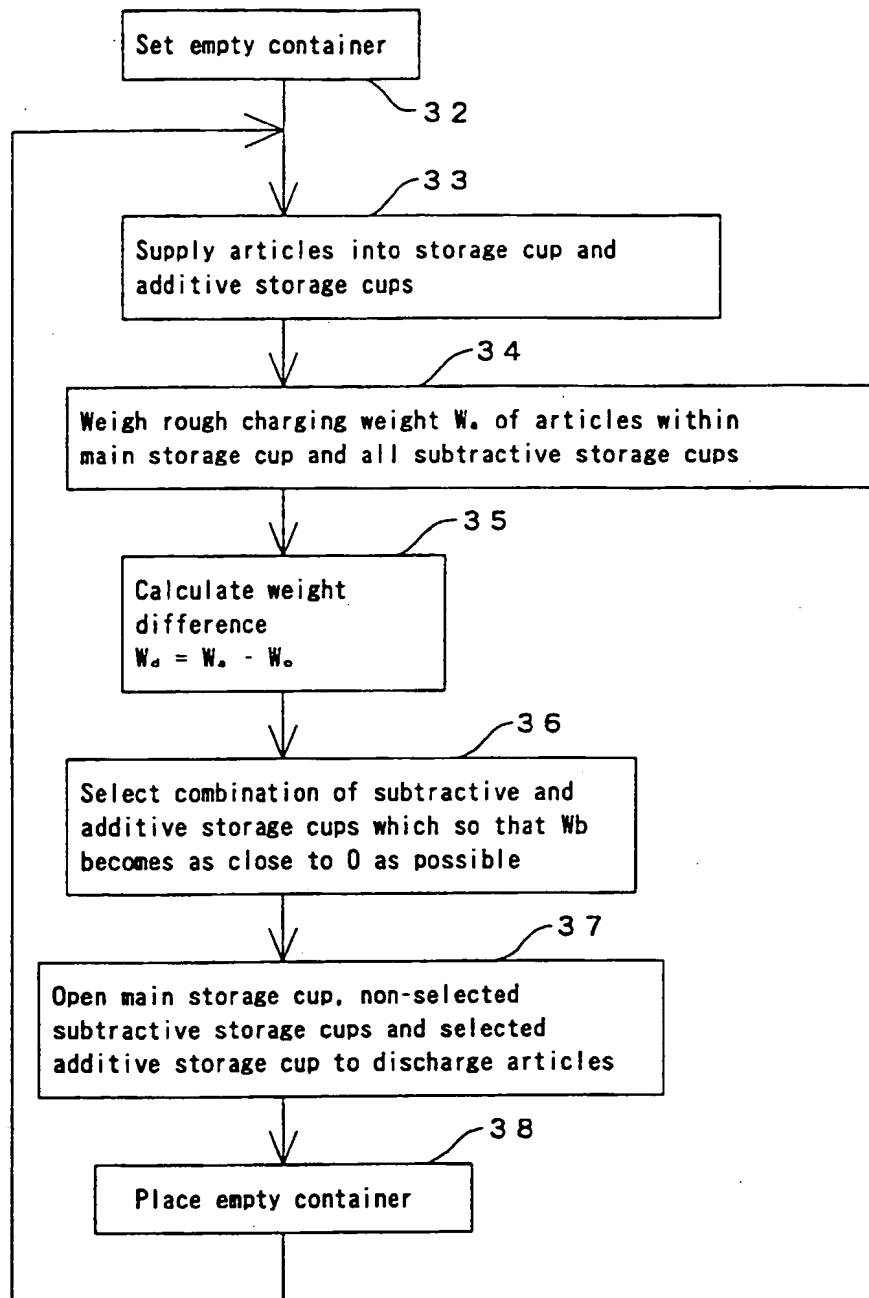 Set empty container
32
33
Supply articles into storage cup and
additive storage cups
34
Weigh rough charging weight Wₐ of articles within
main storage cup and all subtractive storage cups
35
Calculate weight
difference
W_d = Wₐ - Wₒ
36
Select combination of subtractive and
additive storage cups which so that Wb
becomes as close to 0 as possible
37
Open main storage cup, non-selected
subtractive storage cups and selected
additive storage cup to discharge articles
38
Place empty container